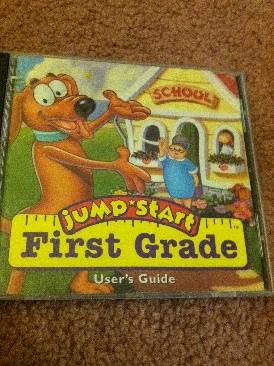 SCHOOL
JUMP★START
First Grade
User's Guide